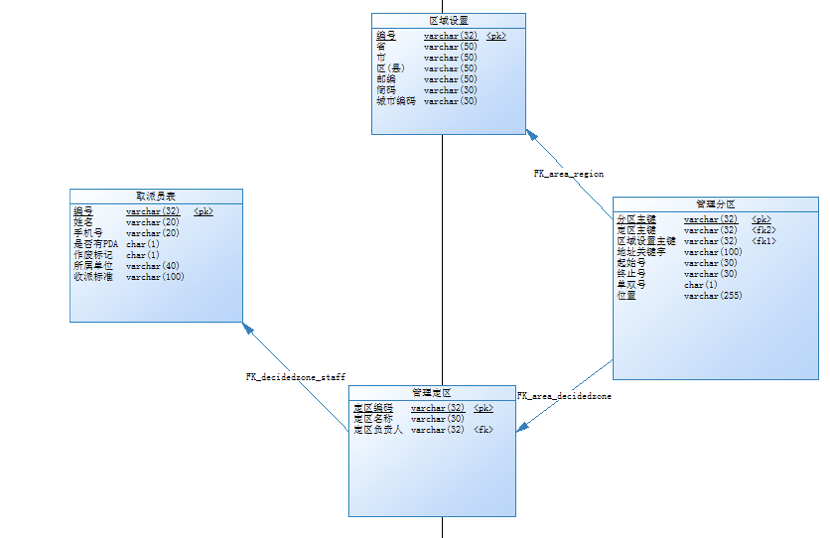 区域设置
编号 varchar(32) <pk>
省 varchar(50)
市 varchar(50)
区(县) varchar(50)
邮编 varchar(50)
简码 varchar(30)
城市编码 varchar(30)
FK_area_region
取派员表
编号 varchar(32) <pk>
姓名 varchar(20)
手机号 varchar(20)
是否有PDA char(1)
作废标记 char(1)
所属单位 varchar(40)
收派标准 varchar(100)
管理分区
分区主键 varchar(32) <pk>
定区主键 varchar(32) <fk2>
区域设置主键 varchar(32) <fk1>
地址关键字 varchar(100)
起始号 varchar(30)
终止号 varchar(30)
单双号 char(1)
位置 varchar(255)
FK_decidedzone_staff
FK_area_decidedzone
管理定区
定区编码 varchar(32) <pk>
定区名称 varchar(30)
定区负责人 varchar(32) <fk>